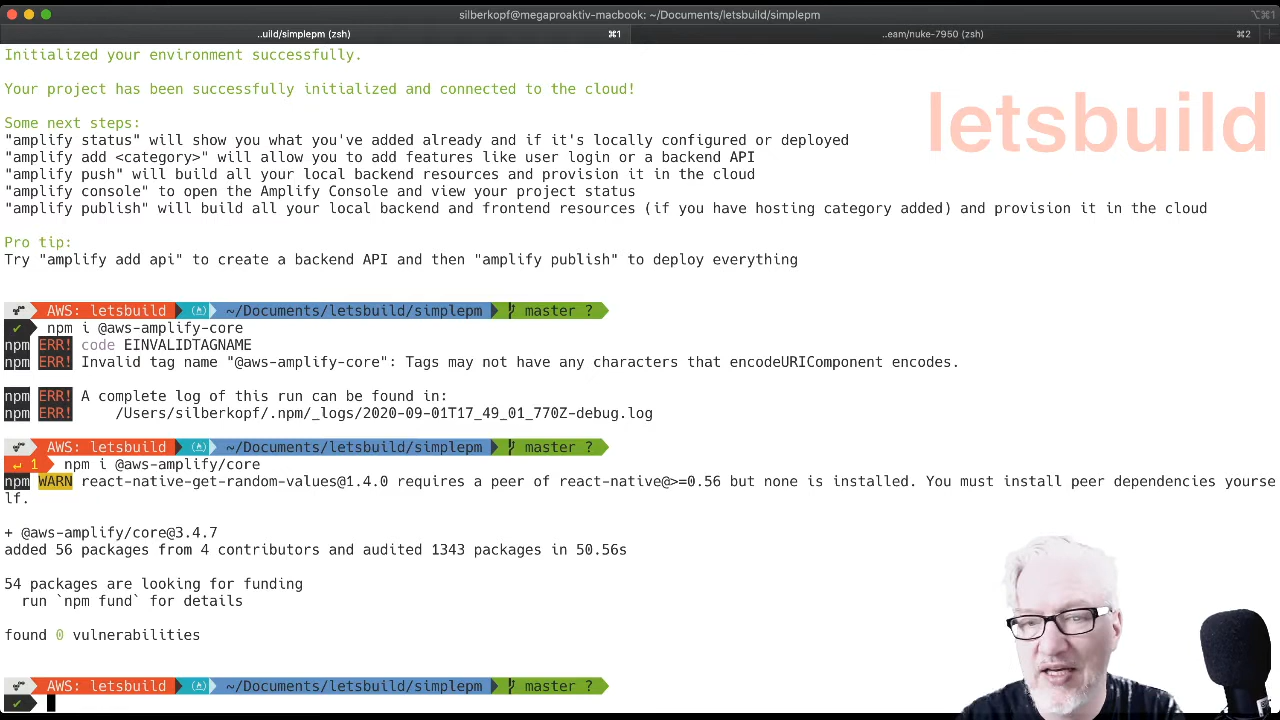 silberkopf@megaproaktiv-macbook: ~/Documents/letsbuild/simplepm
⌥⌘1
..uild/simplepm (zsh)
⌘1
..eam/nuke-7950 (zsh)
⌘2
Initialized your environment successfully.
Your project has been successfully initialized and connected to the cloud!
letsbuild
Some next steps:
"amplify status" will show you what you've added already and if it's locally configured or deployed
"amplify add <category>" will allow you to add features like user login or a backend API
"amplify push" will build all your local backend resources and provision it in the cloud
"amplify console" to open the Amplify Console and view your project status
"amplify publish" will build all your local backend and frontend resources (if you have hosting category added) and provision it in the cloud
Pro tip:
Try "amplify add api" to create a backend API and then "amplify publish" to deploy everything
AWS: letsbuild ~/Documents/letsbuild/simplepm master ?
✔ npm i @aws-amplify-core
npm ERR! code EINVALIDTAGNAME
npm ERR! Invalid tag name "@aws-amplify-core": Tags may not have any characters that encodeURIComponent encodes.
npm ERR! A complete log of this run can be found in:
npm ERR!     /Users/silberkopf/.npm/_logs/2020-09-01T17_49_01_770Z-debug.log
AWS: letsbuild ~/Documents/letsbuild/simplepm master ?
↵ 1 npm i @aws-amplify/core
npm WARN react-native-get-random-values@1.4.0 requires a peer of react-native@>=0.56 but none is installed. You must install peer dependencies yourse
lf.
+ @aws-amplify/core@3.4.7
added 56 packages from 4 contributors and audited 1343 packages in 50.56s
54 packages are looking for funding
  run `npm fund` for details
found 0 vulnerabilities
AWS: letsbuild ~/Documents/letsbuild/simplepm master ?
✔